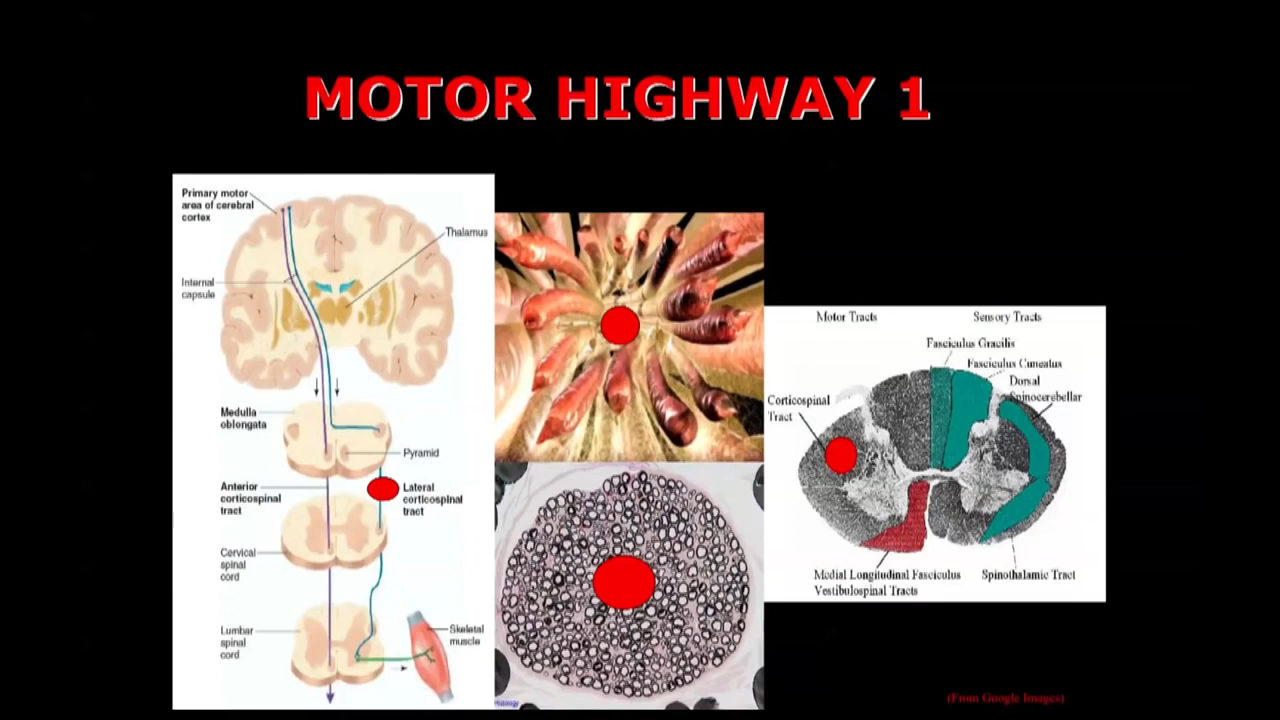 MOTOR HIGHWAY 1
Primary motor
area of cerebral
cortex
Thalamus
Internal
capsule
Medulla
oblongata
Pyramid
Anterior
corticospinal
tract
Lateral
corticospinal
tract
Cervical
spinal
cord
Lumbar
spinal
cord
Skeletal
muscle
Motor Tracts
Sensory Tracts
Fasciculus Gracilis
Fasciculus Cuneatus
Dorsal
Spinocerebellar
Corticospinal
Tract
Medial Longitudinal Fasciculus
Vestibulospinal Tracts
Spinothalamic Tract
(From Google Images)